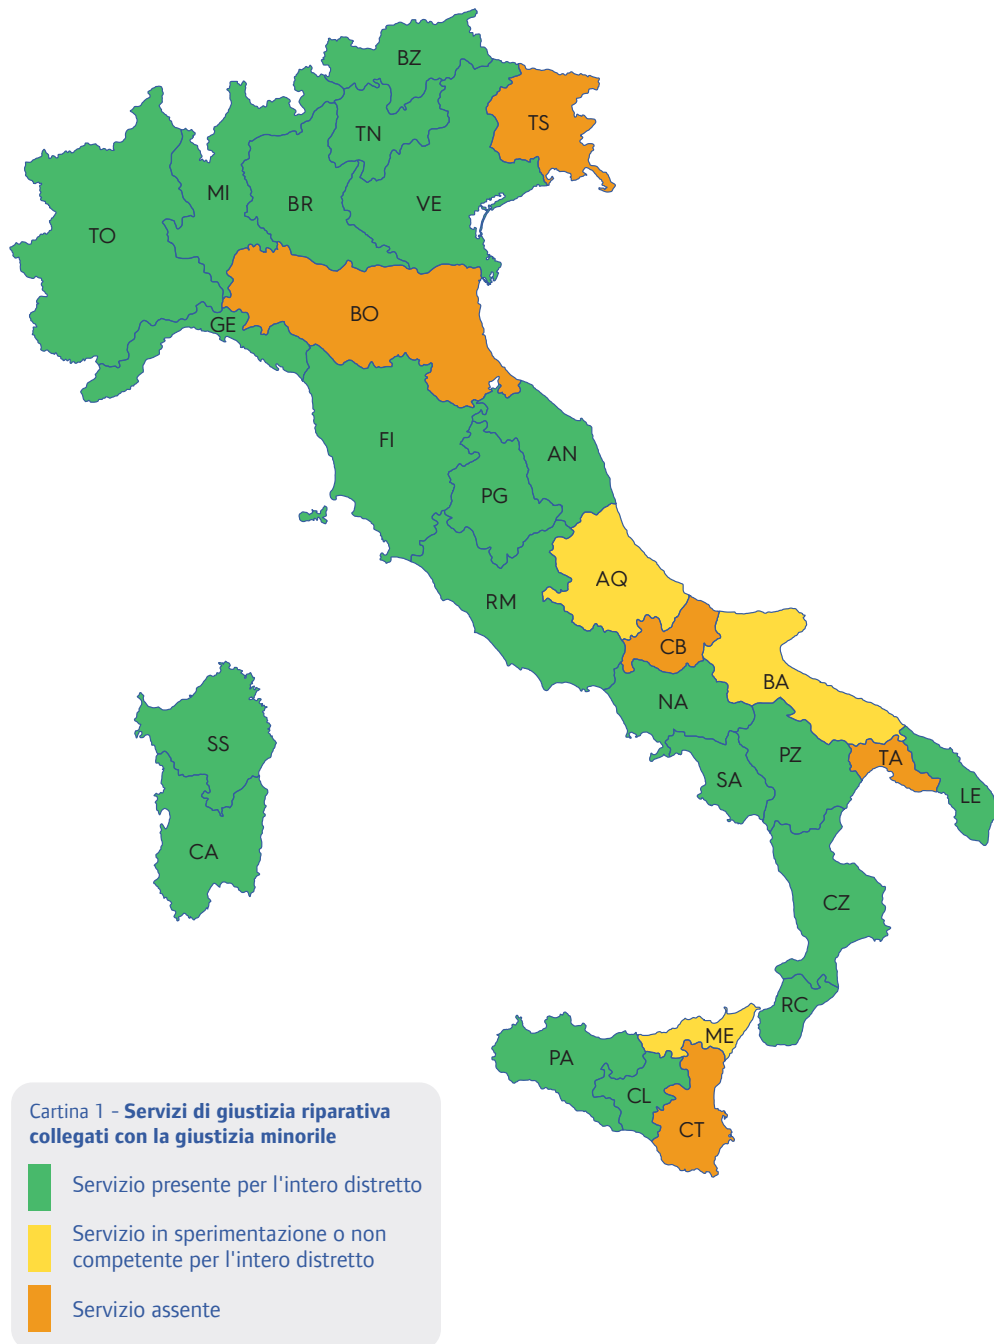 BZ
TS
TN
MI
BR
VE
TO
BO
GE
FI
AN
PG
AQ
RM
CB
BA
NA
SS
PZ
TA
SA
LE
CA
CZ
RC
ME
PA
CL
CT
Cartina 1 - Servizi di giustizia riparativa
collegati con la giustizia minorile
Servizio presente per l'intero distretto
Servizio in sperimentazione o non
competente per l'intero distretto
Servizio assente